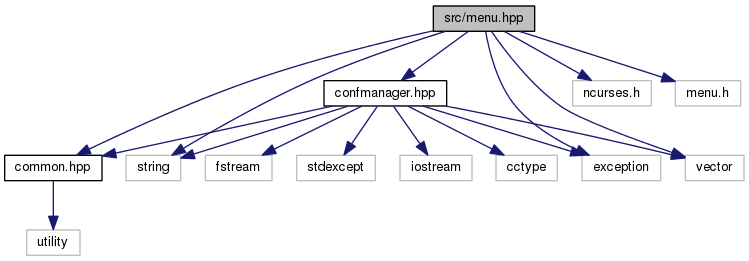 src/menu.hpp
confmanager.hpp
ncurses.h
menu.h
common.hpp
string
fstream
stdexcept
iostream
cctype
exception
vector
utility